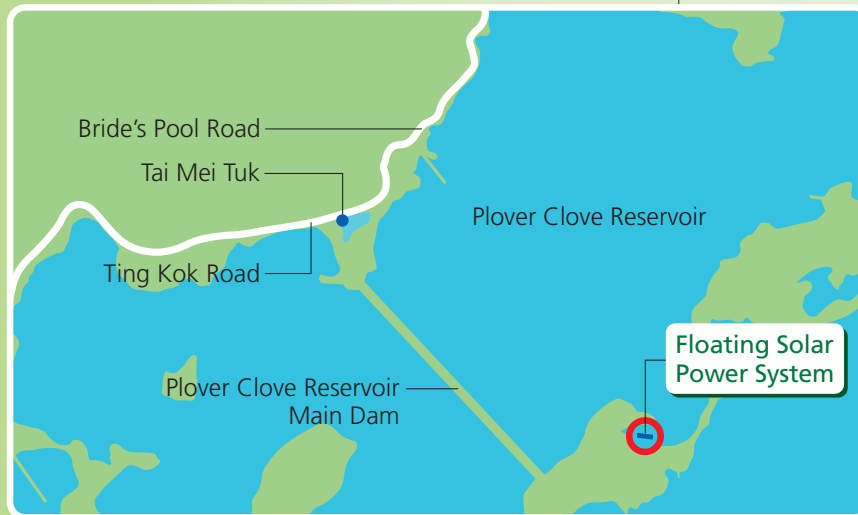 Bride's Pool Road
Tai Mei Tuk
Plover Clove Reservoir
Ting Kok Road
Floating Solar
Power System
Plover Clove Reservoir
Main Dam